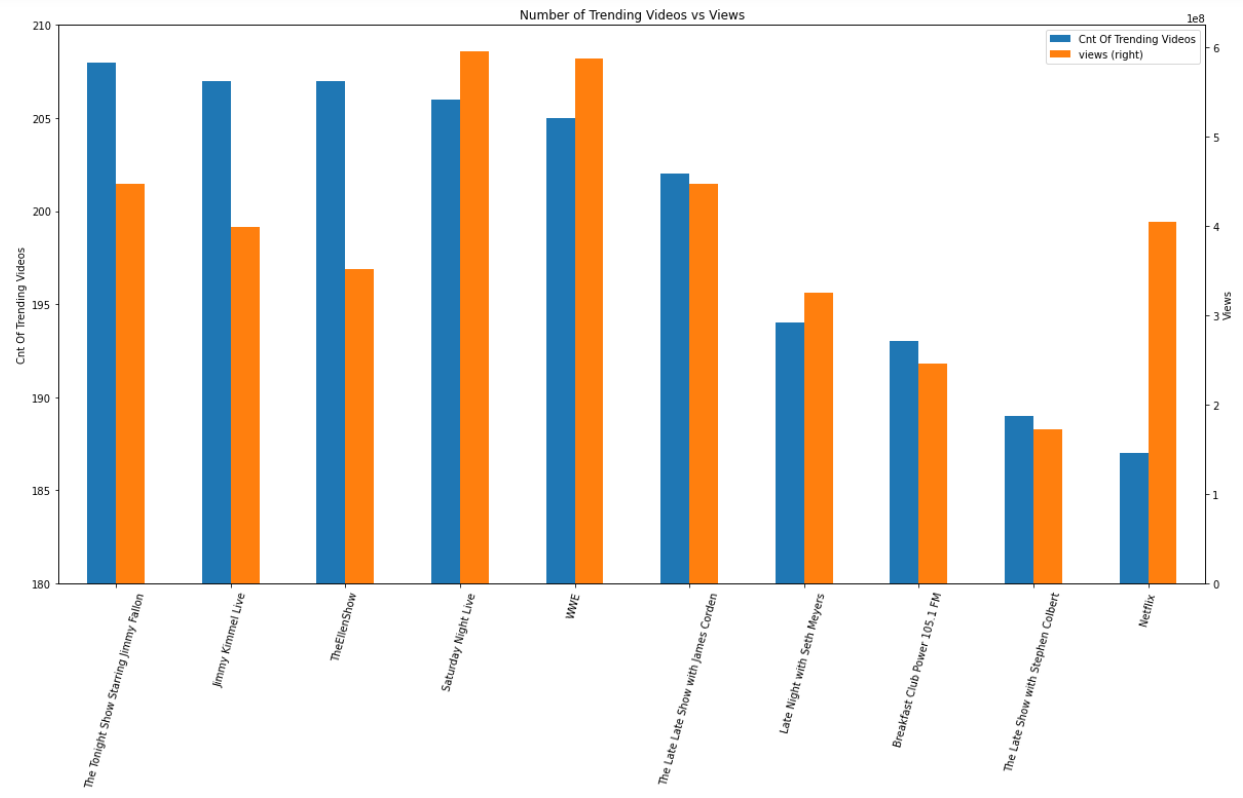 Number of Trending Videos vs Views
1e8
Cnt Of Trending Videos
views (right)
210
205
200
195
190
185
180
Cnt Of Trending Videos
6
5
4
3
2
1
0
Views
The Tonight Show Starring Jimmy Fallon
Jimmy Kimmel Live
TheEllenShow
Saturday Night Live
WWE
The Late Late Show with James Corden
Late Night with Seth Meyers
Breakfast Club Power 105.1 FM
The Late Show with Stephen Colbert
Netflix